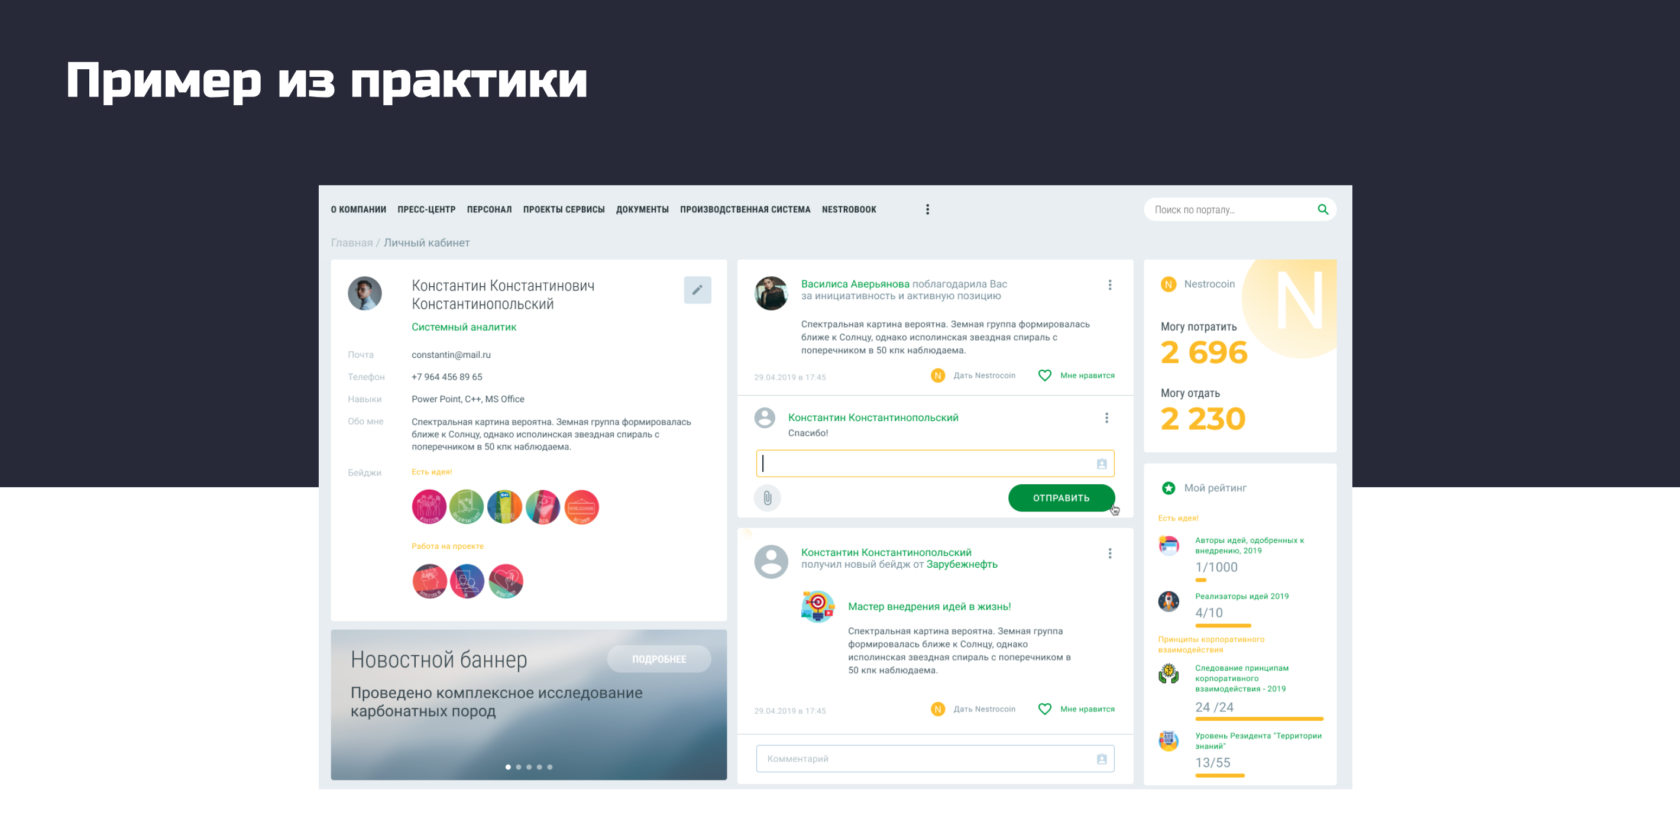 Пример из практики
О КОМПАНИИ ПРЕСС-ЦЕНТР ПЕРСОНАЛ ПРОЕКТЫ СЕРВИСЫ ДОКУМЕНТЫ ПРОИЗВОДСТВЕННАЯ СИСТЕМА NESTROBOOK
Поиск по порталу...
Главная / Личный кабинет
Константин Константинович
Константинопольский
Системный аналитик
Почта constantin@mail.ru
Телефон +7 964 456 89 65
Навыки Power Point, C++, MS Office
Обо мне Спектральная картина вероятна. Земная группа формировалась
ближе к Солнцу, однако исполинская звездная спираль с
поперечником в 50 кпк наблюдаема.
Бейджи Есть идея!
Работа на проекте
Новостной баннер
ПОДРОБНЕЕ
Проведено комплексное исследование
карбонатных пород
Василиса Аверьянова поблагодарила Вас
за инициативность и активную позицию
Спектральная картина вероятна. Земная группа формировалась
ближе к Солнцу, однако исполинская звездная спираль с
поперечником в 50 кпк наблюдаема.
29.04.2019 в 17:45 N Дать Nestrocoin Мне нравится
Константин Константинопольский
Спасибо!
ОТПРАВИТЬ
Константин Константинопольский
получил новый бейдж от Зарубежнефть
Мастер внедрения идей в жизнь!
Спектральная картина вероятна. Земная группа
формировалась ближе к Солнцу, однако
исполинская звездная спираль с поперечником в
50 кпк наблюдаема.
29.04.2019 в 17:45 N Дать Nestrocoin Мне нравится
Комментарий
N Nestrocoin
N
Могу потратить
2 696
Могу отдать
2 230
Мой рейтинг
Есть идея!
Авторы идей, одобренных к
внедрению, 2019
1/1000
Реализаторы идей 2019
4/10
Принципы корпоративного
взаимодействия
Следование принципам
корпоративного
взаимодействия - 2019
24 /24
Уровень Резидента "Территории
знаний"
13/55